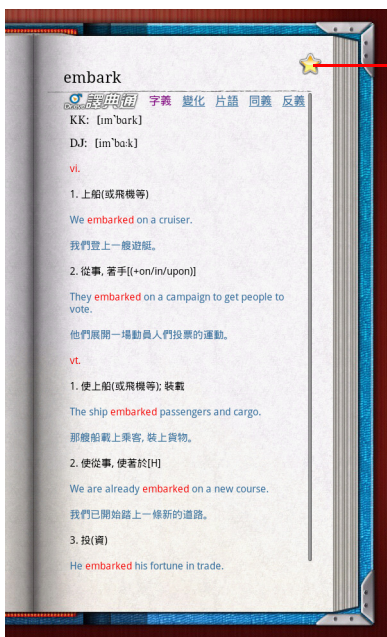 embark
Dr.eye 譯典通 字義 變化 片語 同義 反義
KK: [ɪmˋbɑrk]
DJ: [imˋbɑ:k]
vi.
1. 上船(或飛機等)
We embarked on a cruiser.
我們登上一艘遊艇。
2. 從事, 著手[(+on/in/upon)]
They embarked on a campaign to get people to
vote.
他們展開一場動員人們投票的運動。
vt.
1. 使上船(或飛機等); 裝載
The ship embarked passengers and cargo.
那艘船載上乘客, 裝上貨物。
2. 使從事, 使著於[H]
We are already embarked on a new course.
我們已開始踏上一條新的道路。
3. 投(資)
He embarked his fortune in trade.